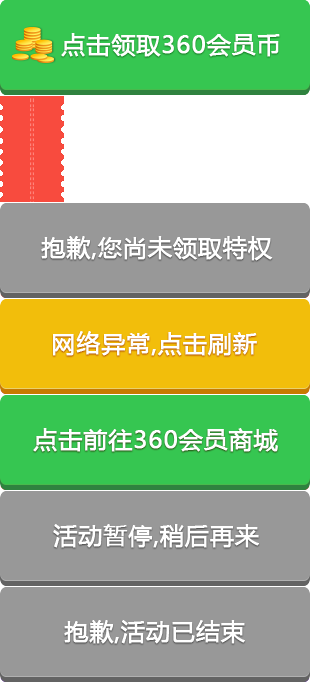 点击领取360会员币
抱歉,您尚未领取特权
网络异常,点击刷新
点击前往360会员商城
活动暂停,稍后再来
抱歉,活动已结束